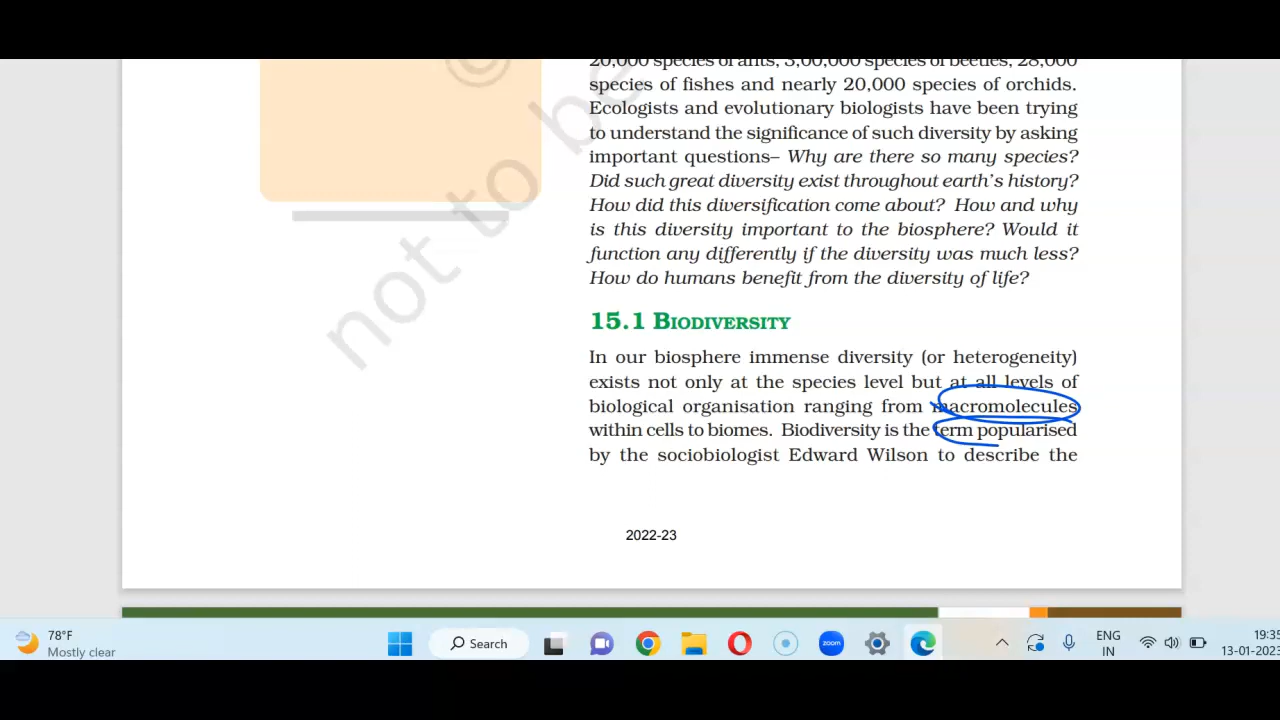 20,000 species of ants, 3,00,000 species of beetles, 28,000
species of fishes and nearly 20,000 species of orchids.
Ecologists and evolutionary biologists have been trying
to understand the significance of such diversity by asking
important questions– Why are there so many species?
Did such great diversity exist throughout earth's history?
How did this diversification come about? How and why
is this diversity important to the biosphere? Would it
function any differently if the diversity was much less?
How do humans benefit from the diversity of life?
not to be
©
15.1 BIODIVERSITY
In our biosphere immense diversity (or heterogeneity)
exists not only at the species level but at all levels of
biological organisation ranging from macromolecules
within cells to biomes. Biodiversity is the term popularised
by the sociobiologist Edward Wilson to describe the
2022-23
78°F
Mostly clear
Search
zoom
ENG
IN
19:35
13-01-2023